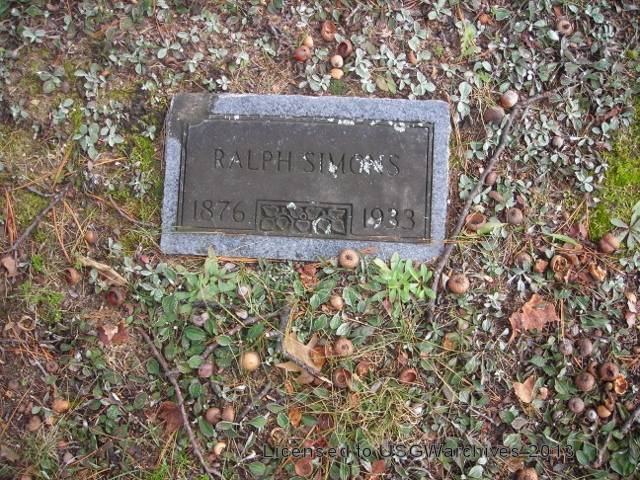 RALPH SIMONS
1876 1933
Licensed to USGWarchives 2013